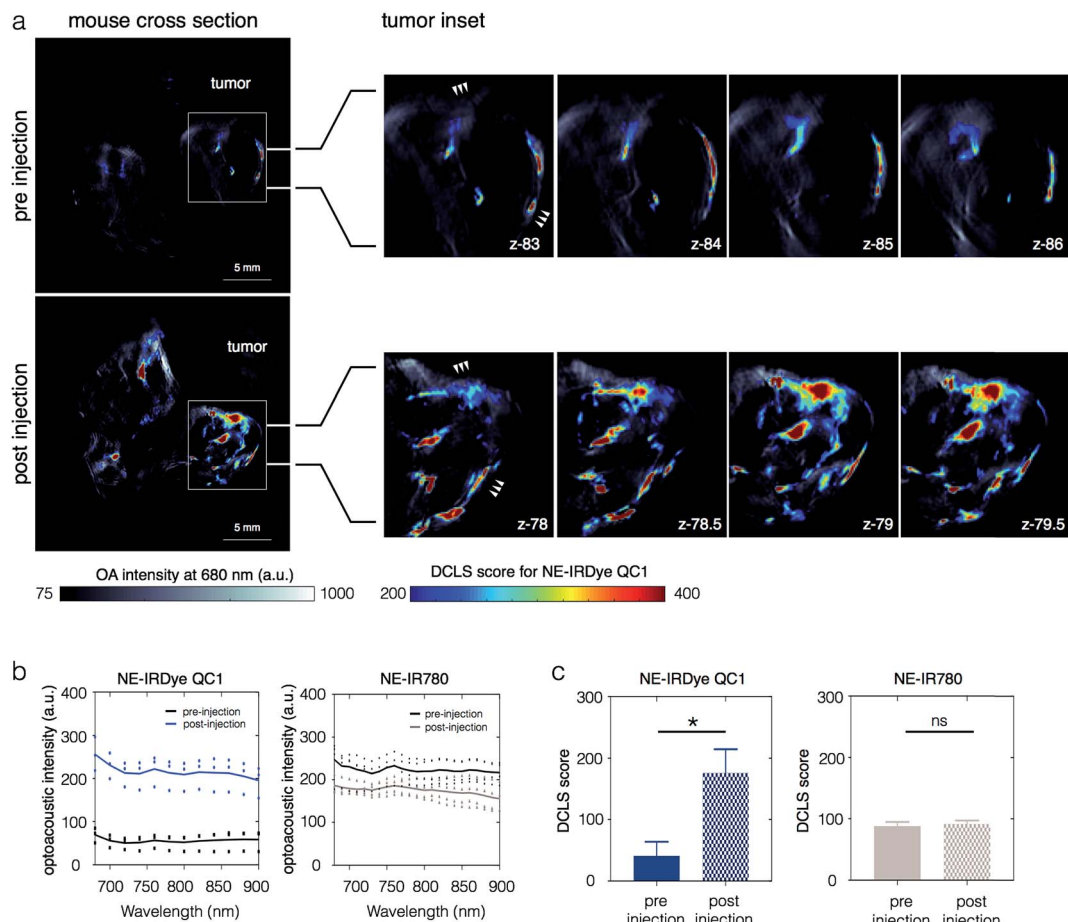 a
mouse cross section
tumor inset
pre injection
tumor
5 mm
z-83
z-84
z-85
z-86
post injection
tumor
5 mm
z-78
z-78.5
z-79
z-79.5
OA intensity at 680 nm (a.u.)
75
1000
DCLS score for NE-IRDye QC1
200
400
b
NE-IRDye QC1
optoacoustic intensity (a.u.)
400
300
200
100
0
pre-injection
post-injection
700 750 800 850 900
Wavelength (nm)
NE-IR780
optoacoustic intensity (a.u.)
400
300
200
100
0
pre-injection
post-injection
700 750 800 850 900
Wavelength (nm)
c
NE-IRDye QC1
DCLS score
300
200
100
0
*
pre post
injection injection
NE-IR780
DCLS score
300
200
100
0
ns
pre post
injection injection